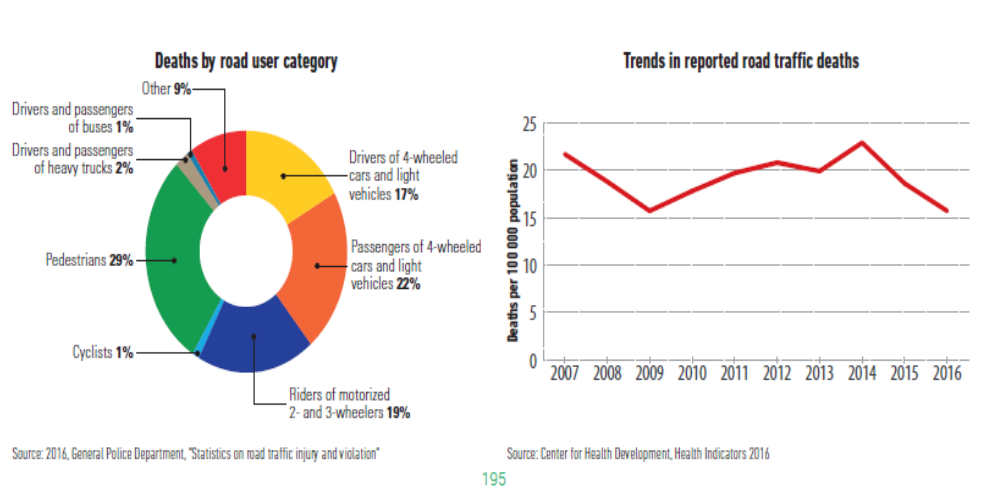 Deaths by road user category
Other 9%
Drivers and passengers
of buses 1%
Drivers and passengers
of heavy trucks 2%
Pedestrians 29%
Cyclists 1%
Drivers of 4-wheeled
cars and light
vehicles 17%
Passengers of 4-wheeled
cars and light
vehicles 22%
Riders of motorized
2- and 3-wheelers 19%
Source: 2016, General Police Department, "Statistics on road traffic injury and violation"
Trends in reported road traffic deaths
Deaths per 100 000 population
25
20
15
10
5
0
2007 2008 2009 2010 2011 2012 2013 2014 2015 2016
Source: Center for Health Development, Health Indicators 2016
195